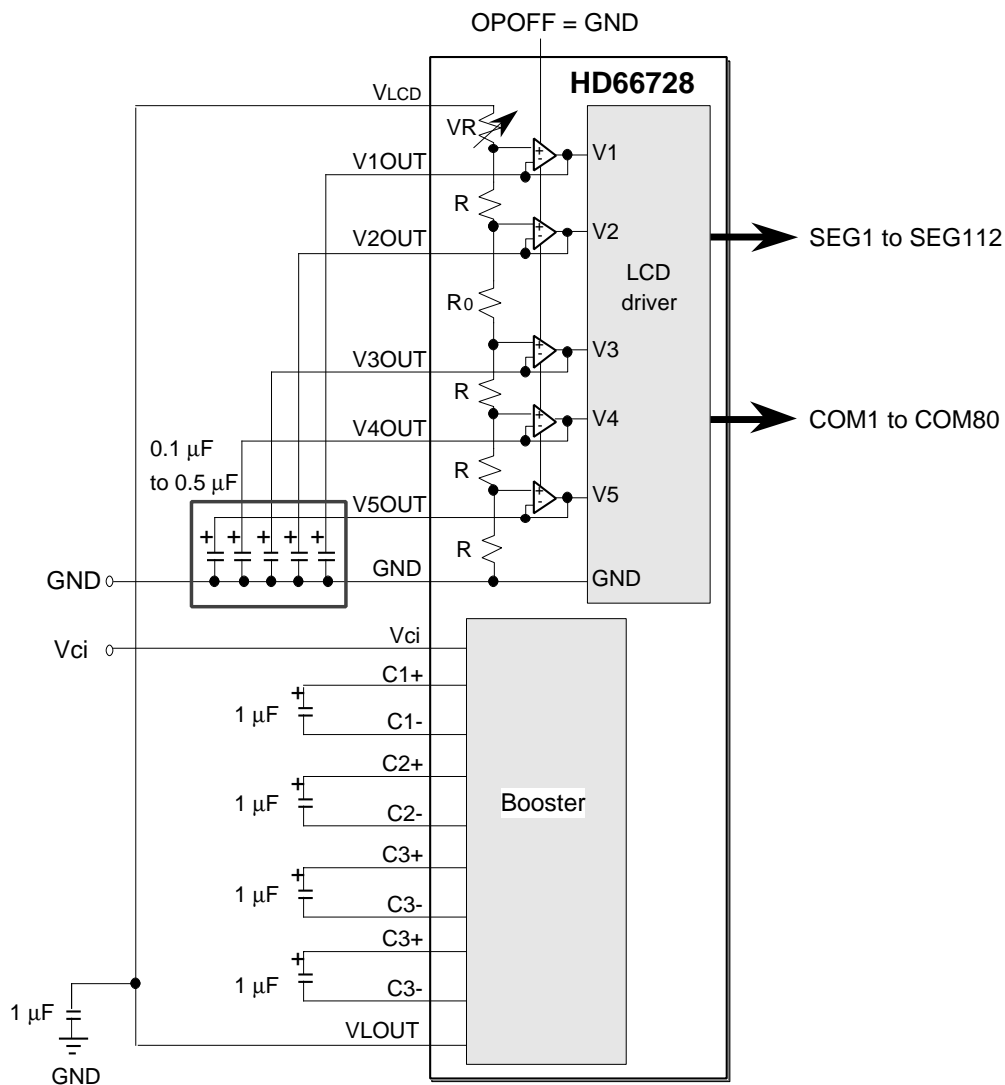 OPOFF = GND
HD66728
VLCD
VR
V1OUT
V1
R
V2OUT
V2
SEG1 to SEG112
LCD
driver
R0
V3OUT
V3
R
V4OUT
V4
COM1 to COM80
0.1 µF
to 0.5 µF
R
V5OUT
V5
+ + + + +
R
GND
GND
GND
Vci
Vci
C1+
+
1 µF
C1-
C2+
+
1 µF
C2-
Booster
C3+
+
1 µF
C3-
C3+
+
1 µF
C3-
1 µF
VLOUT
GND